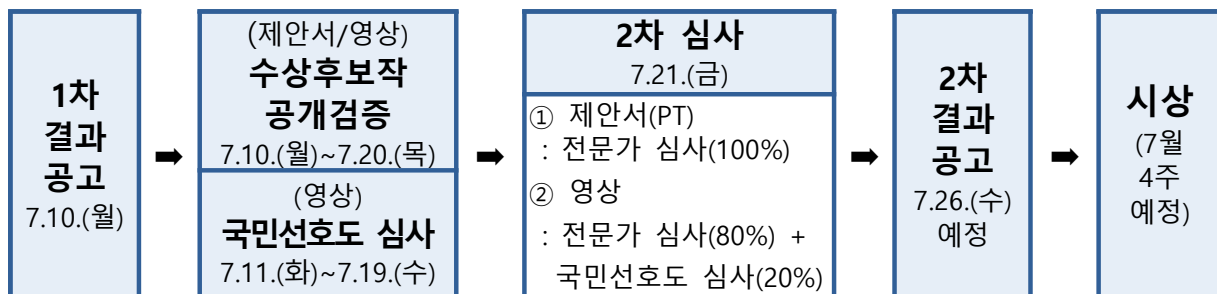 1차
결과
공고
7.10.(월)
➡
(제안서/영상)
수상후보작
공개검증
7.10.(월)~7.20.(목)
(영상)
국민선호도 심사
7.11.(화)~7.19.(수)
➡
2차 심사
7.21.(금)
① 제안서(PT)
: 전문가 심사(100%)
② 영상
: 전문가 심사(80%) +
국민선호도 심사(20%)
➡
2차
결과
공고
7.26.(수)
예정
➡
시상
(7월
4주
예정)